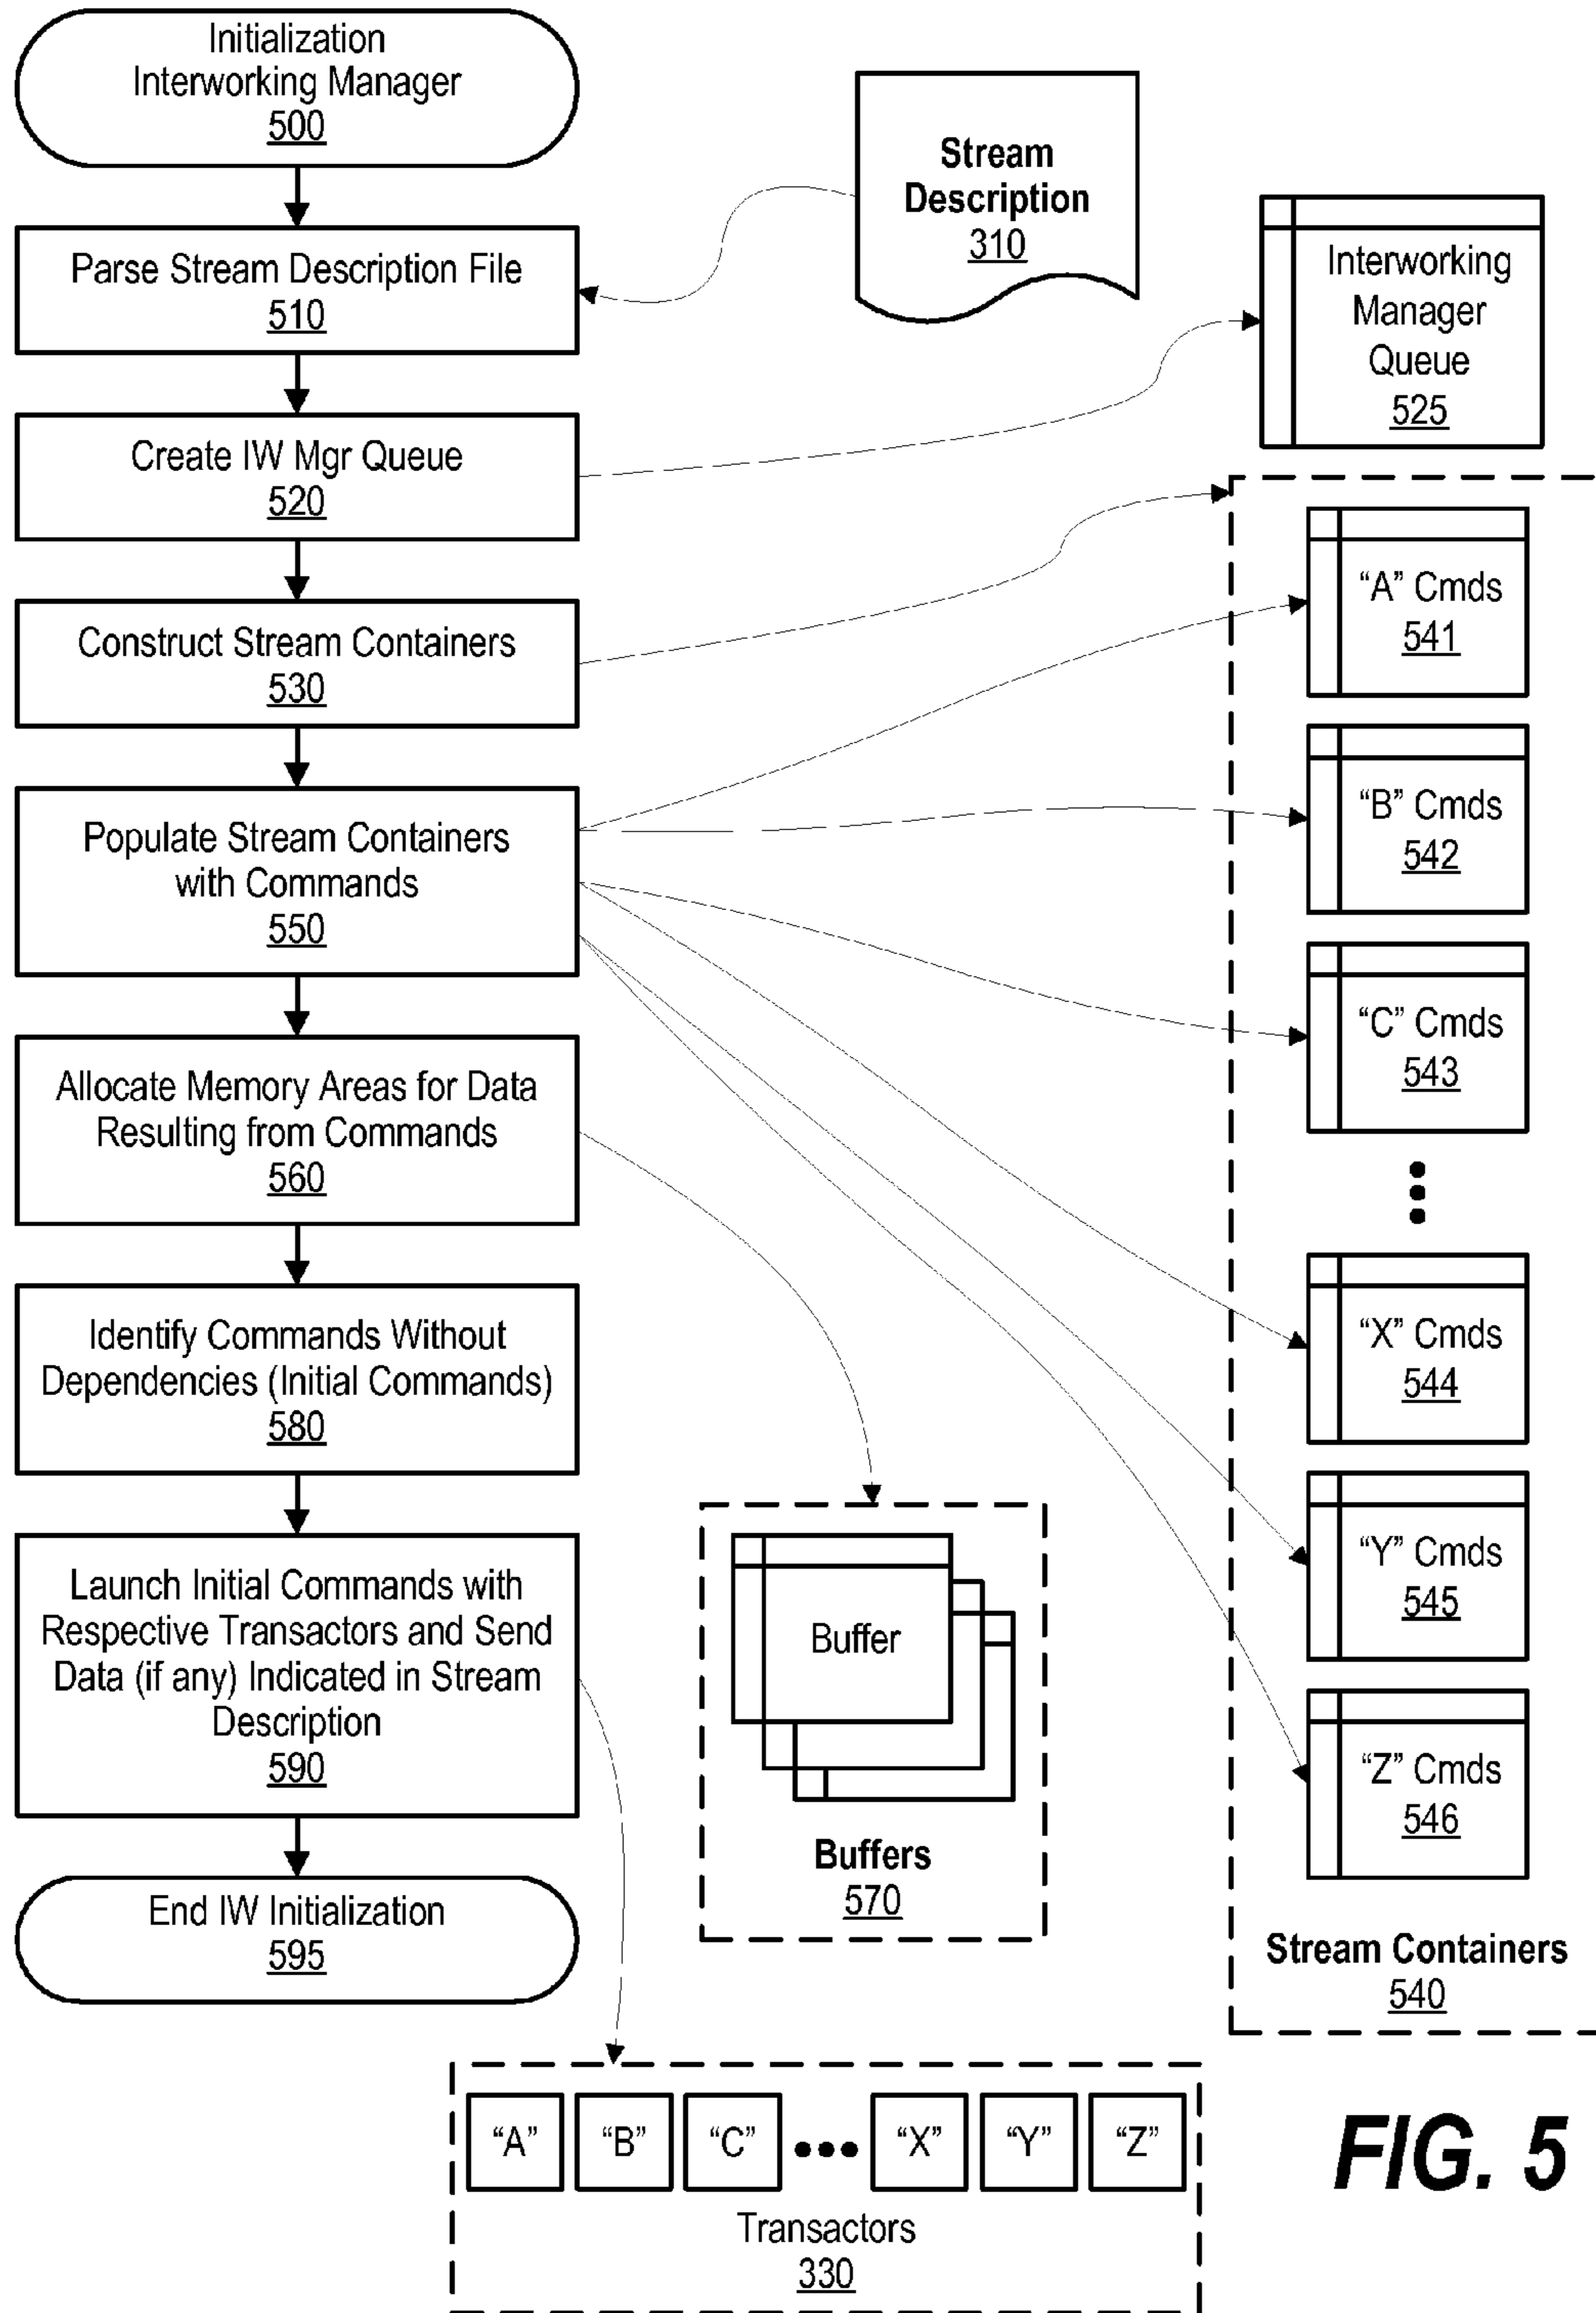 Initialization
Interworking Manager
500
Parse Stream Description File
510
Create IW Mgr Queue
520
Construct Stream Containers
530
Populate Stream Containers
with Commands
550
Allocate Memory Areas for Data
Resulting from Commands
560
Identify Commands Without
Dependencies (Initial Commands)
580
Launch Initial Commands with
Respective Transactors and Send
Data (if any) Indicated in Stream
Description
590
End IW Initialization
595
Stream
Description
310
Interworking
Manager
Queue
525
“A” Cmds
541
“B” Cmds
542
“C” Cmds
543
“X” Cmds
544
“Y” Cmds
545
“Z” Cmds
546
Stream Containers
540
Buffer
Buffers
570
“A” “B” “C” ●●● “X” “Y” “Z”
Transactors
330
FIG. 5